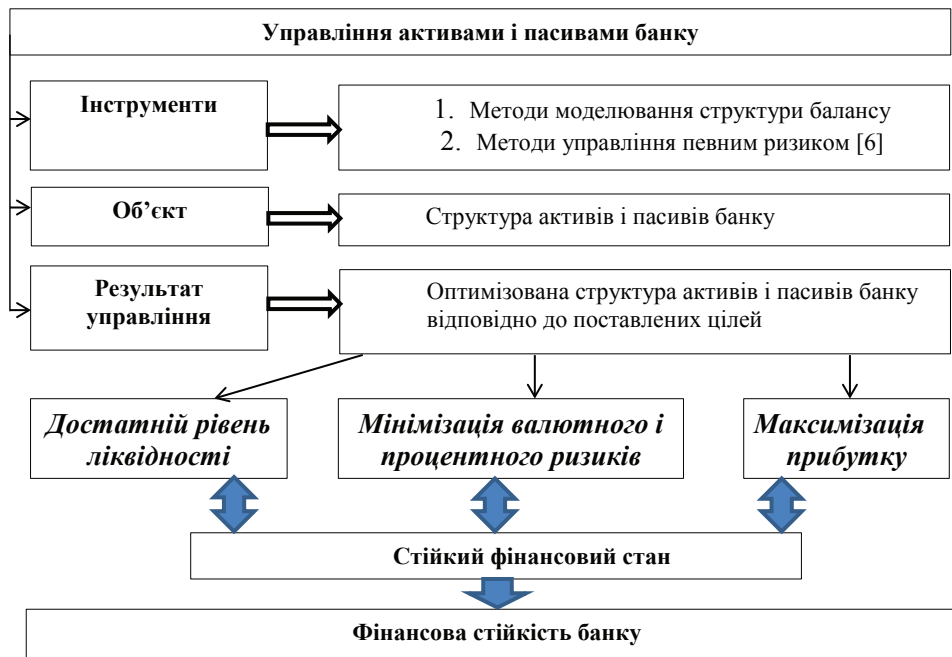 Управління активами і пасивами банку
Інструменти
1. Методи моделювання структури балансу
2. Методи управління певним ризиком [6]
Об’єкт
Структура активів і пасивів банку
Результат
управління
Оптимізована структура активів і пасивів банку
відповідно до поставлених цілей
Достатній рівень
ліквідності
Мінімізація валютного і
процентного ризиків
Максимізація
прибутку
Стійкий фінансовий стан
Фінансова стійкість банку